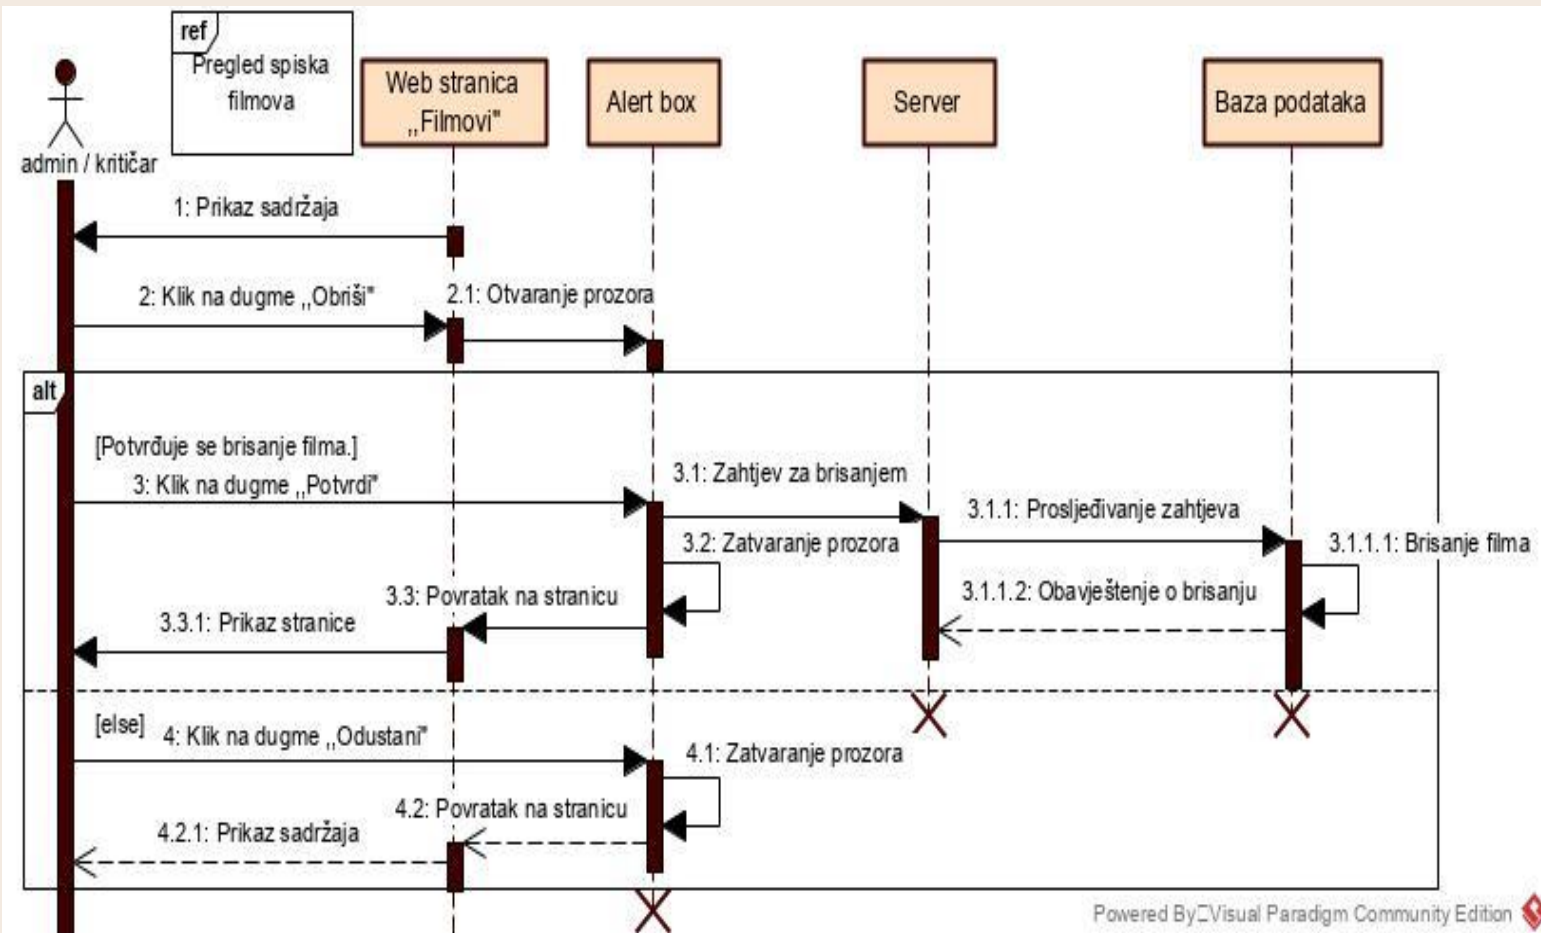 ref
Pregled spiska
filmova
admin / kritičar
Web stranica
,,Filmovi"
Alert box
Server
Baza podataka
1: Prikaz sadržaja
2: Klik na dugme ,,Obriši"
2.1: Otvaranje prozora
alt
[Potvrđuje se brisanje filma.]
3: Klik na dugme ,,Potvrdi"
3.1: Zahtjev za brisanjem
3.1.1: Prosljeđivanje zahtjeva
3.2: Zatvaranje prozora
3.1.1.1: Brisanje filma
3.3: Povratak na stranicu
3.1.1.2: Obavještenje o brisanju
3.3.1: Prikaz stranice
[else]
4: Klik na dugme ,,Odustani"
4.1: Zatvaranje prozora
4.2: Povratak na stranicu
4.2.1: Prikaz sadržaja
Powered By Visual Paradigm Community Edition